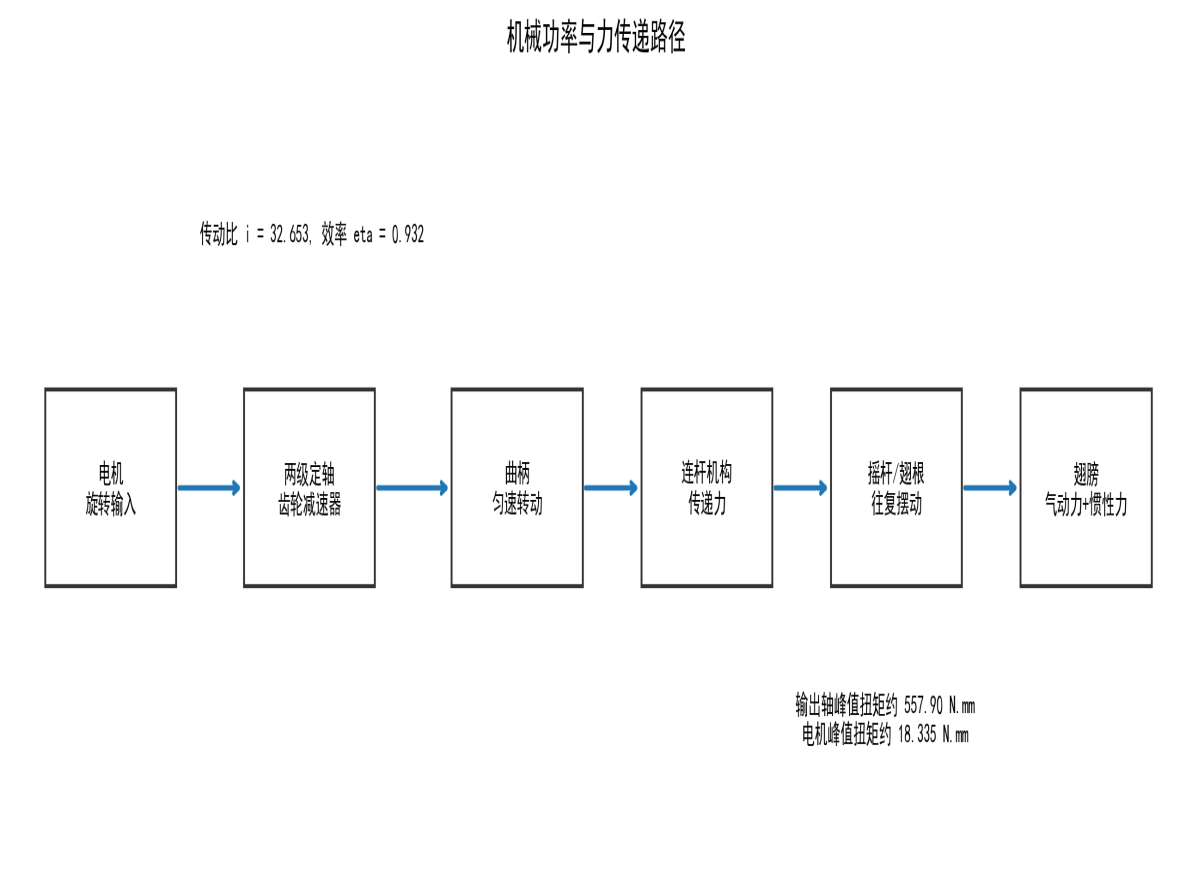 机械功率与力传递路径
传动比 i = 32.653, 效率 eta = 0.932
电机
旋转输入
两级定轴
齿轮减速器
曲柄
匀速转动
连杆机构
传递力
摇杆/翅根
往复摆动
翅膀
气动力+惯性力
输出轴峰值扭矩约 557.90 N.mm
电机峰值扭矩约 18.335 N.mm